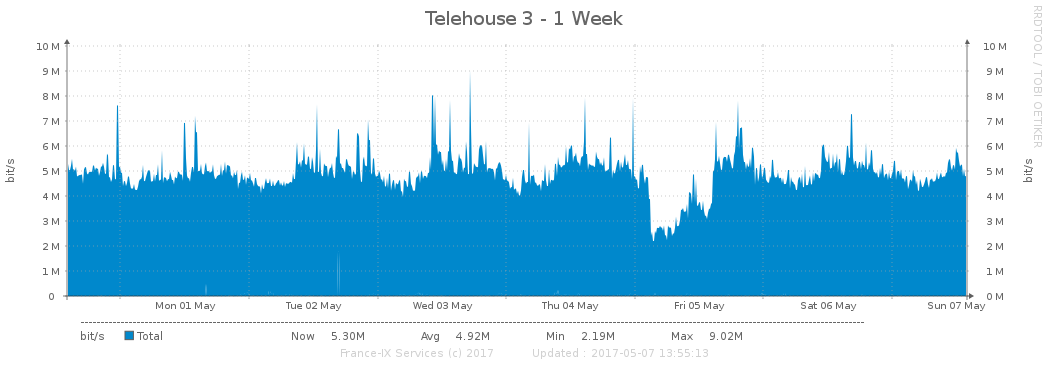 Telehouse 3 - 1 Week
RRDTOOL / TOBI OETIKER
bit/s
10 M 10 M
9 M 9 M
8 M 8 M
7 M 7 M
6 M 6 M
5 M 5 M
4 M 4 M
3 M 3 M
2 M 2 M
1 M 1 M
0 0 M
bit/s
Mon 01 May Tue 02 May Wed 03 May Thu 04 May Fri 05 May Sat 06 May Sun 07 May
bit/s Total Now 5.30M Avg 4.92M Min 2.19M Max 9.02M
France-IX Services (c) 2017 Updated : 2017-05-07 13:55:13